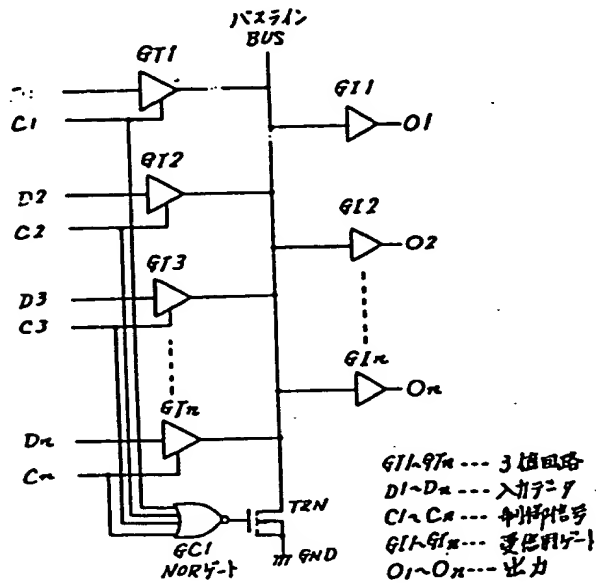 バスライン
BUS
GT1
GI1
O1
C1
GT2
D2
GI2
O2
C2
GT3
D3
C3
GIn
On
GTn
Dn
Cn
TRN
GC1
NORゲート
GND
GT1~GTn --- 3値回路
D1~Dn --- 入力データ
C1~Cn --- 制御信号
GI1~GIn --- 受信用ゲート
O1~On --- 出力